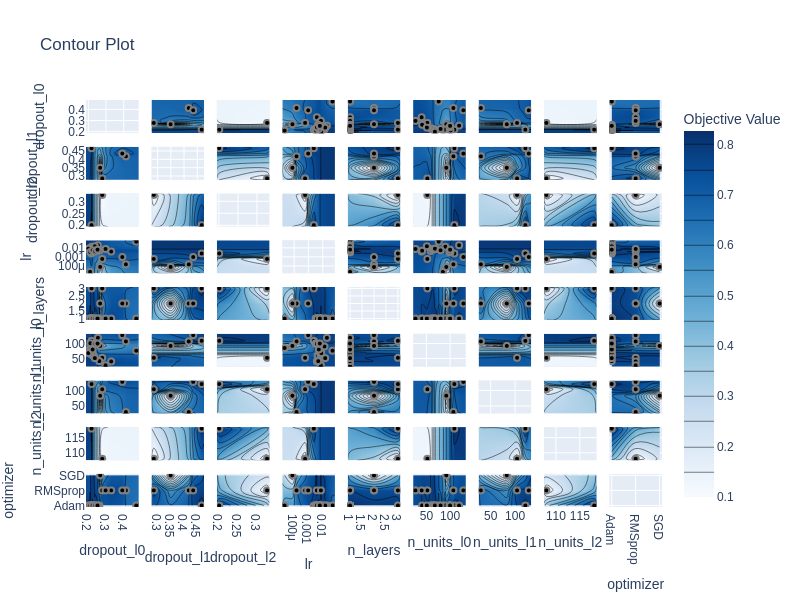 Contour Plot
Objective Value
0.8
0.7
0.6
0.5
0.4
0.3
0.2
0.1
dropout_l0
0.4
0.3
0.2
dropout_l1
0.45
0.4
0.35
0.3
dropout_l2
0.3
0.25
0.2
lr
0.01
0.001
100μ
n_layers
3
2.5
2
1.5
1
n_units_l0
100
50
n_units_l1
100
50
n_units_l2
115
110
optimizer
SGD
RMSprop
Adam
0.2
0.3
0.4
dropout_l0
0.3
0.35
0.4
0.45
dropout_l1
0.2
0.25
0.3
dropout_l2
100μ
0.001
0.01
lr
1
1.5
2
2.5
3
n_layers
50 100
n_units_l0
50 100
n_units_l1
110 115
n_units_l2
Adam
RMSprop
SGD
optimizer